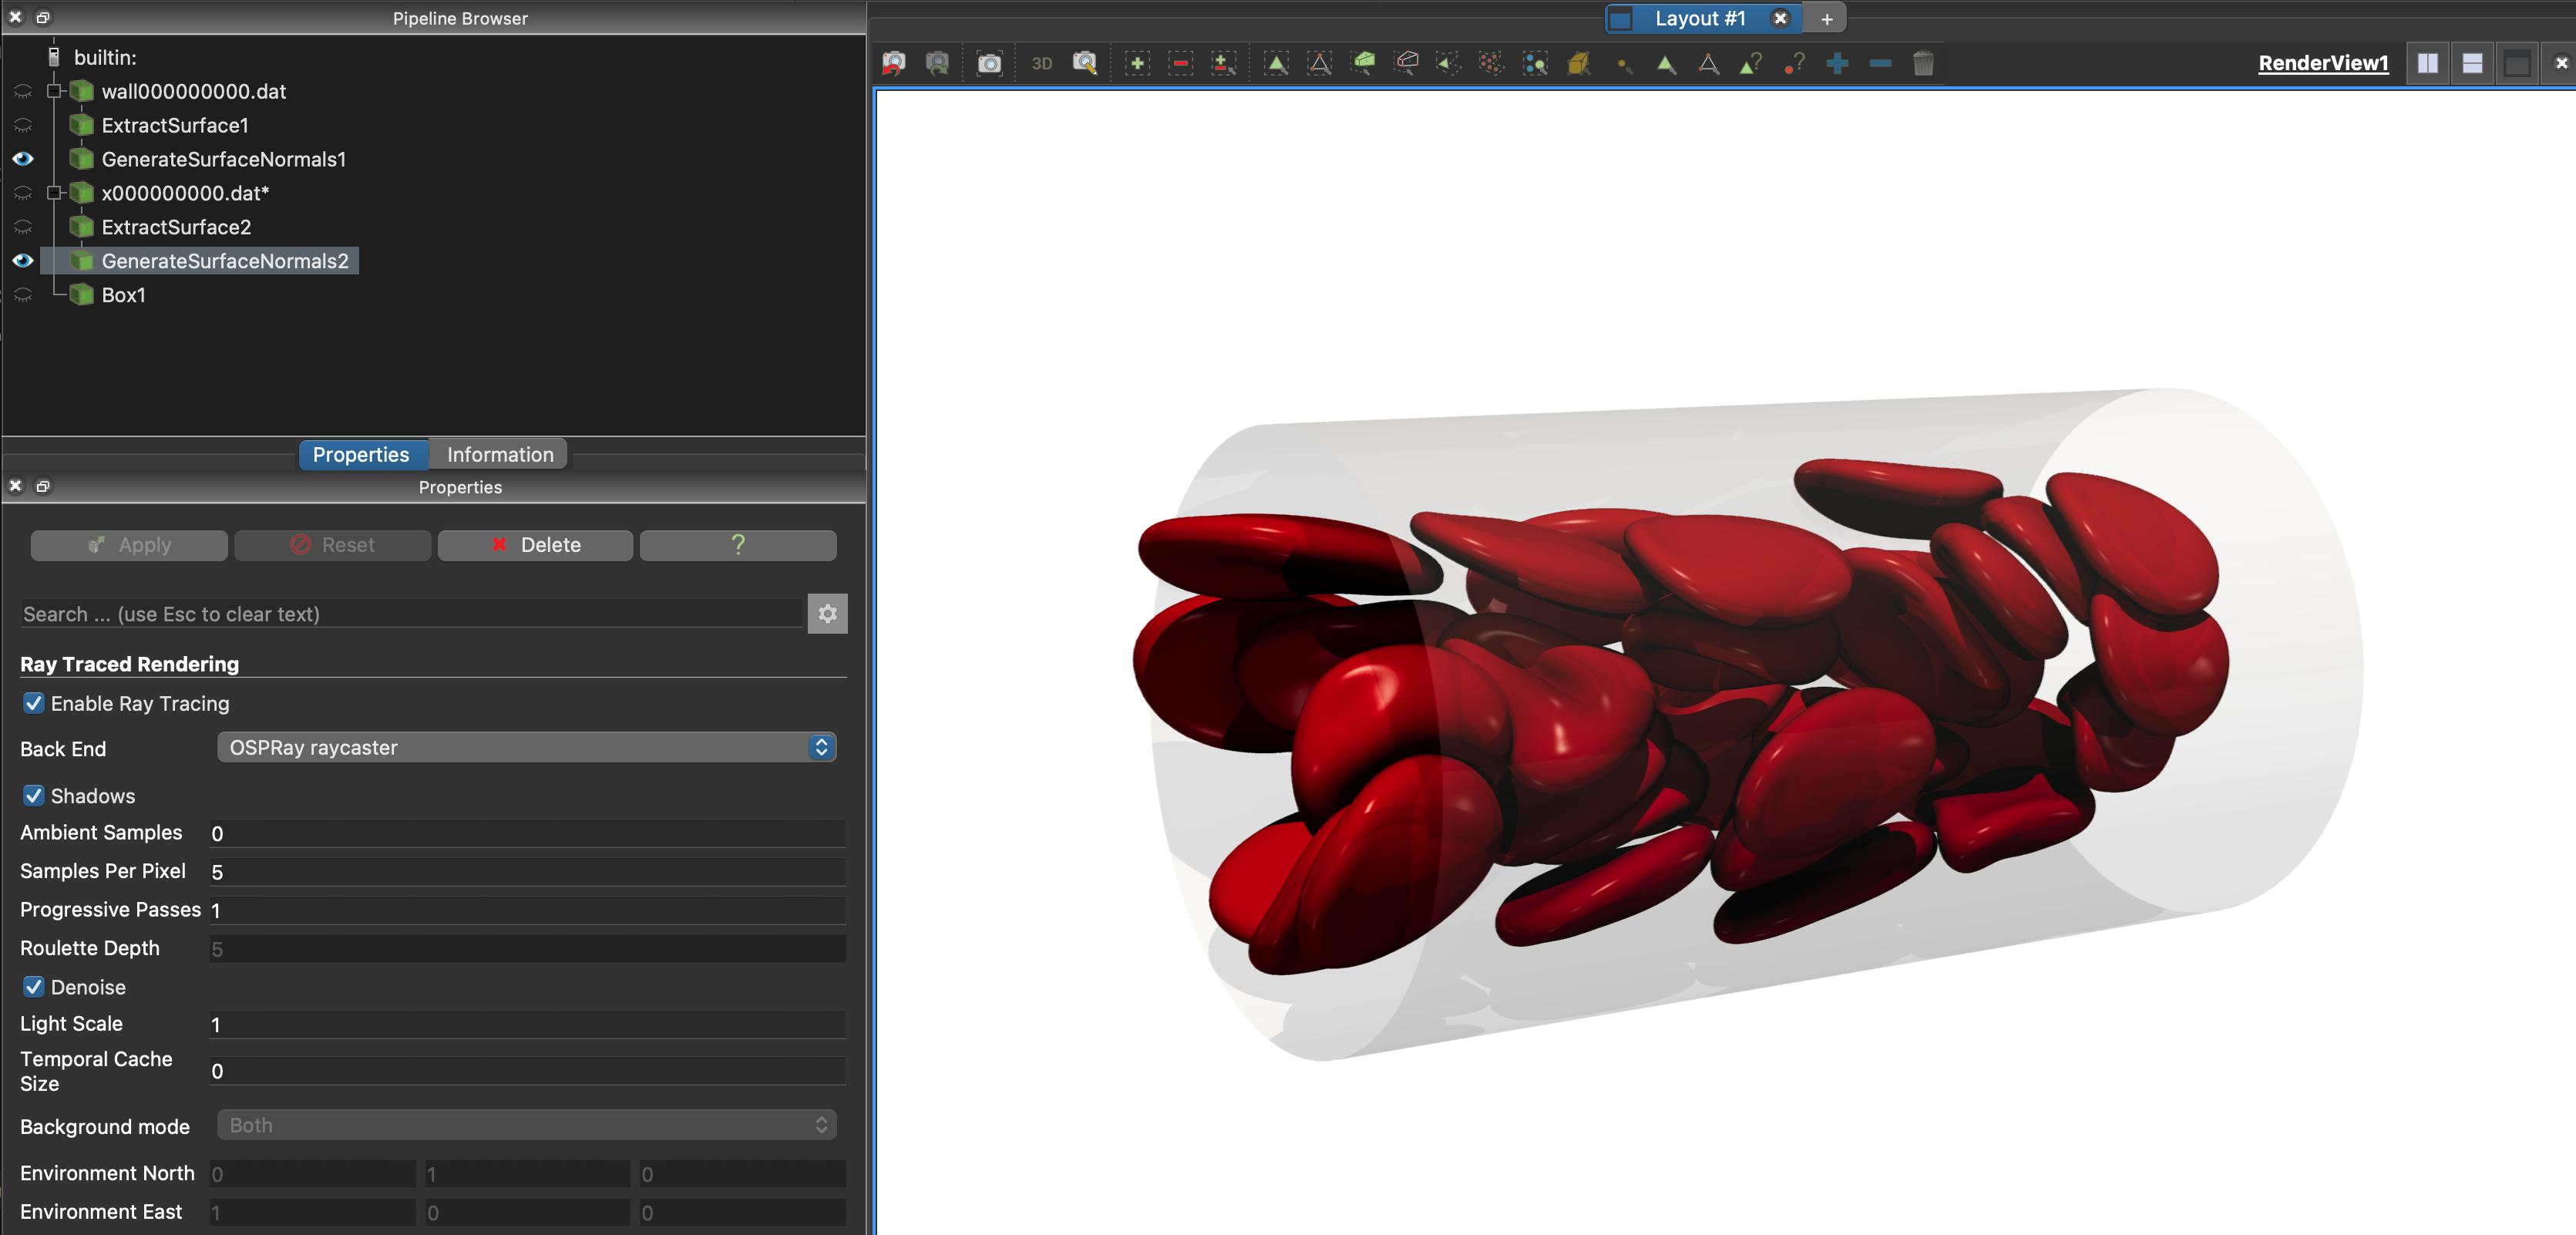 Pipeline Browser
builtin:
wall000000000.dat
ExtractSurface1
GenerateSurfaceNormals1
x000000000.dat*
ExtractSurface2
GenerateSurfaceNormals2
Box1
Properties Information
Properties
Apply Reset Delete ?
Search ... (use Esc to clear text)
Ray Traced Rendering
Enable Ray Tracing
Back End OSPRay raycaster
Shadows
Ambient Samples 0
Samples Per Pixel 5
Progressive Passes 1
Roulette Depth 5
Denoise
Light Scale 1
Temporal Cache
Size 0
Background mode Both
Environment North 0 1 0
Environment East 1 0 0
Layout #1 +
3D RenderView1